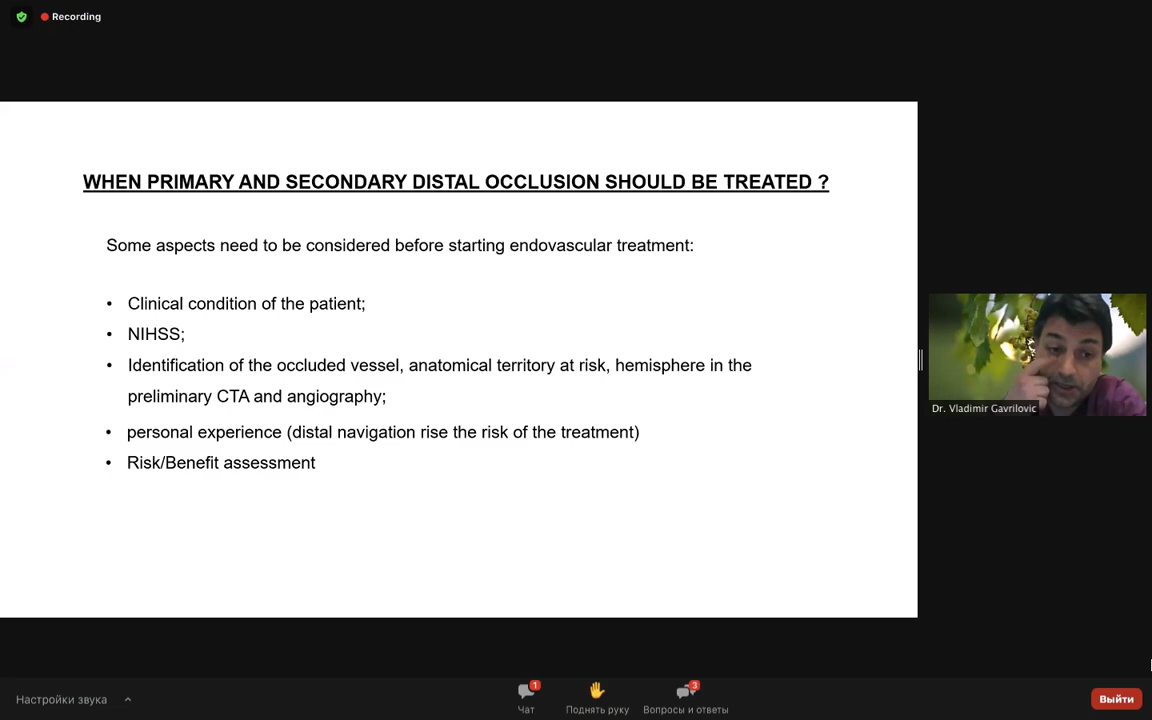 Recording
WHEN PRIMARY AND SECONDARY DISTAL OCCLUSION SHOULD BE TREATED ?
Some aspects need to be considered before starting endovascular treatment:
• Clinical condition of the patient;
• NIHSS;
• Identification of the occluded vessel, anatomical territory at risk, hemisphere in the
preliminary CTA and angiography;
• personal experience (distal navigation rise the risk of the treatment)
• Risk/Benefit assessment
Dr. Vladimir Gavrilovic
Настройки звука
1
Чат
Поднять руку
3
Вопросы и ответы
Выйти